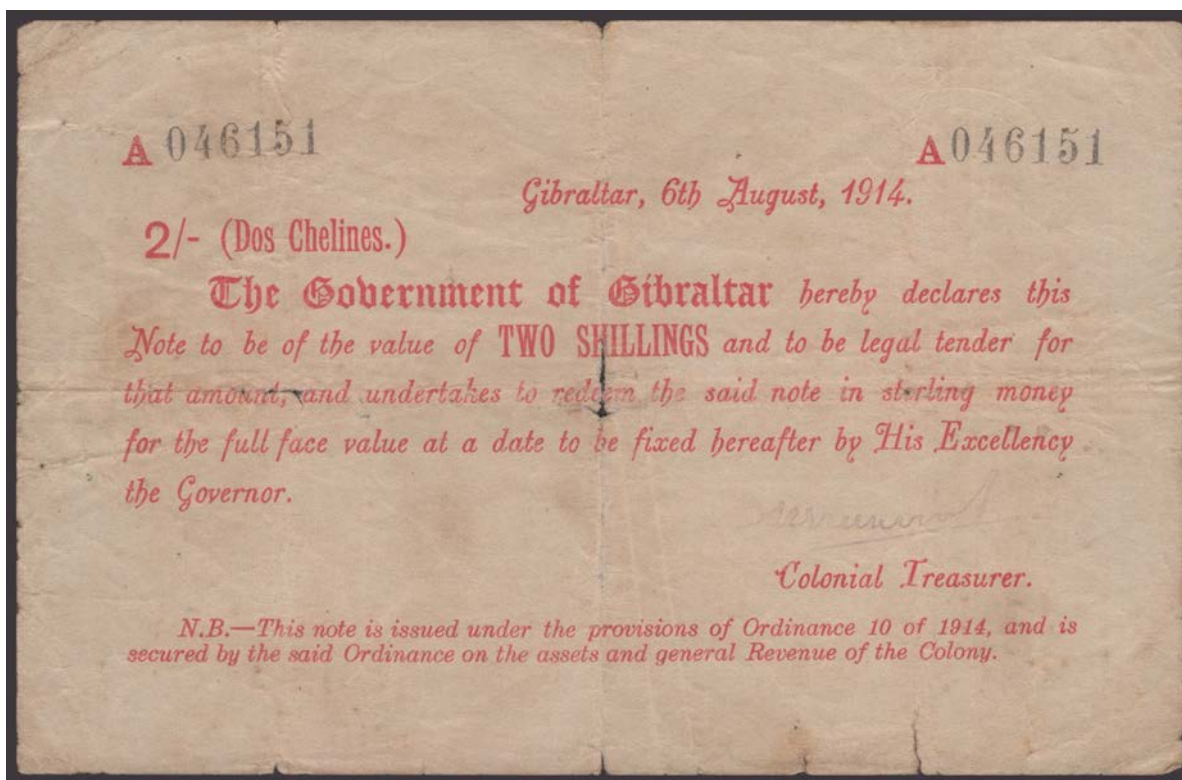 A 046151 A 046151
Gibraltar, 6th August, 1914.
2/- (Dos Chelines.)
The Government of Gibraltar hereby declares this
Note to be of the value of TWO SHILLINGS and to be legal tender for
that amount, and undertakes to redeem the said note in sterling money
for the full face value at a date to be fixed hereafter by His Excellency
the Governor.
Colonial Treasurer.
N.B.—This note is issued under the provisions of Ordinance 10 of 1914, and is
secured by the said Ordinance on the assets and general Revenue of the Colony.